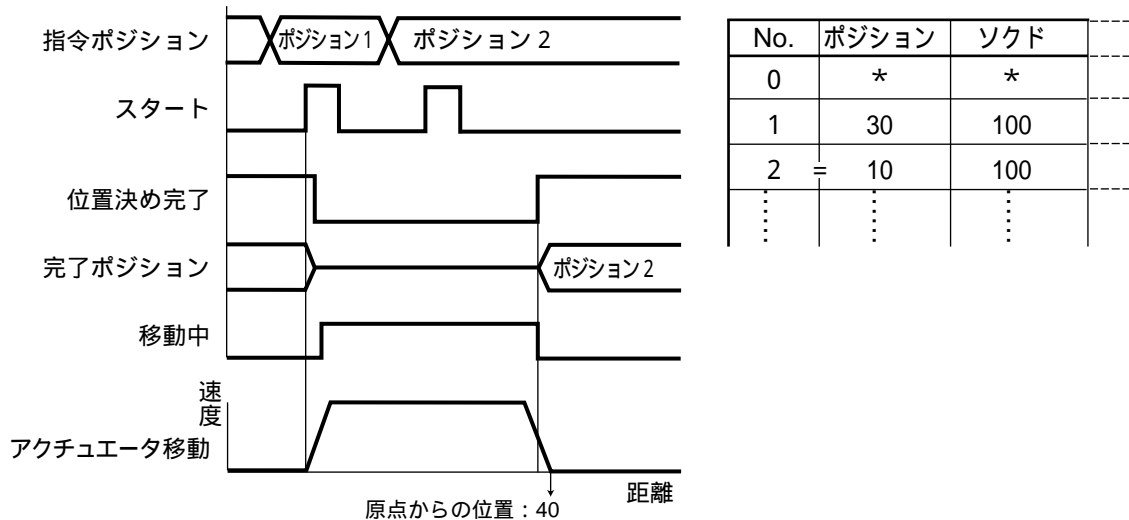 指令ポジション
ポジション1
ポジション2
スタート
位置決め完了
完了ポジション
ポジション2
移動中
速度
アクチュエータ移動
距離
原点からの位置:40
No. ポジション ソクド
0 * *
1 30 100
2 = 10 100